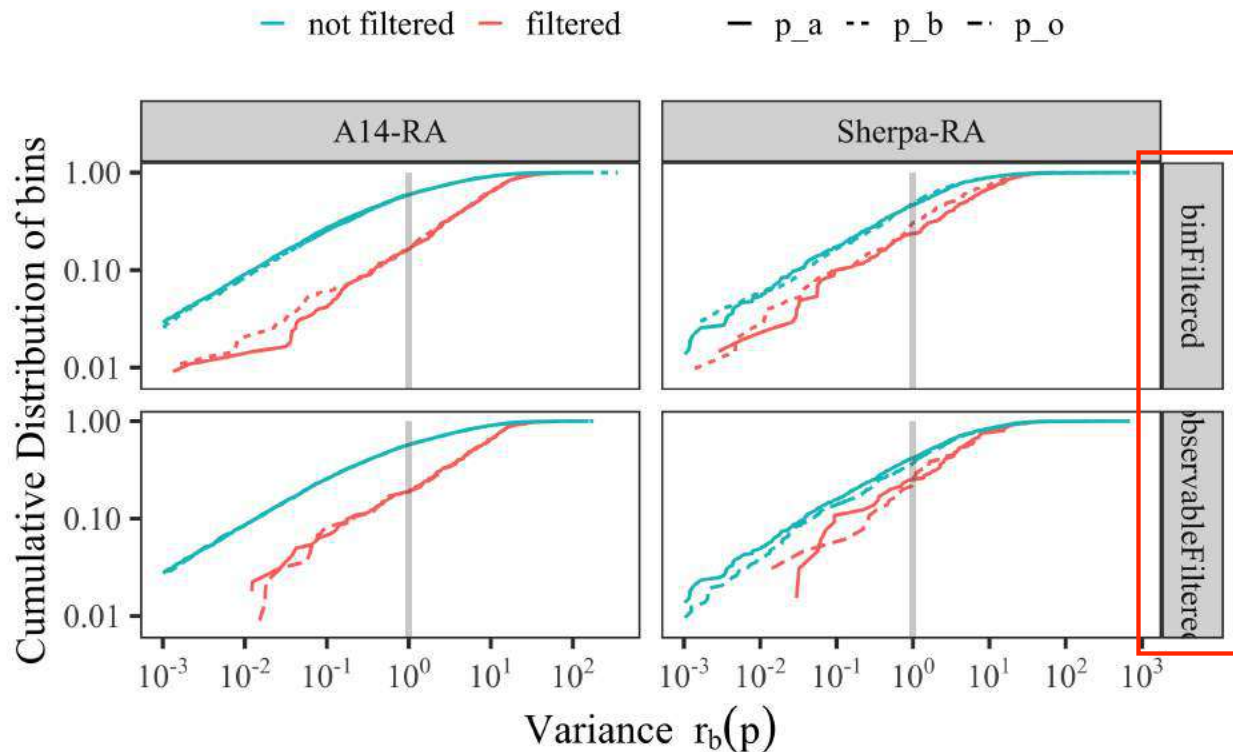 not filtered filtered p_a p_b p_o
A14-RA Sherpa-RA
Cumulative Distribution of bins
1.00
0.10
0.01
binFiltered
1.00
0.10
0.01
observableFiltered
10^-3 10^-2 10^-1 10^0 10^1 10^2 10^-3 10^-2 10^-1 10^0 10^1 10^2 10^3
Variance r_b(p)